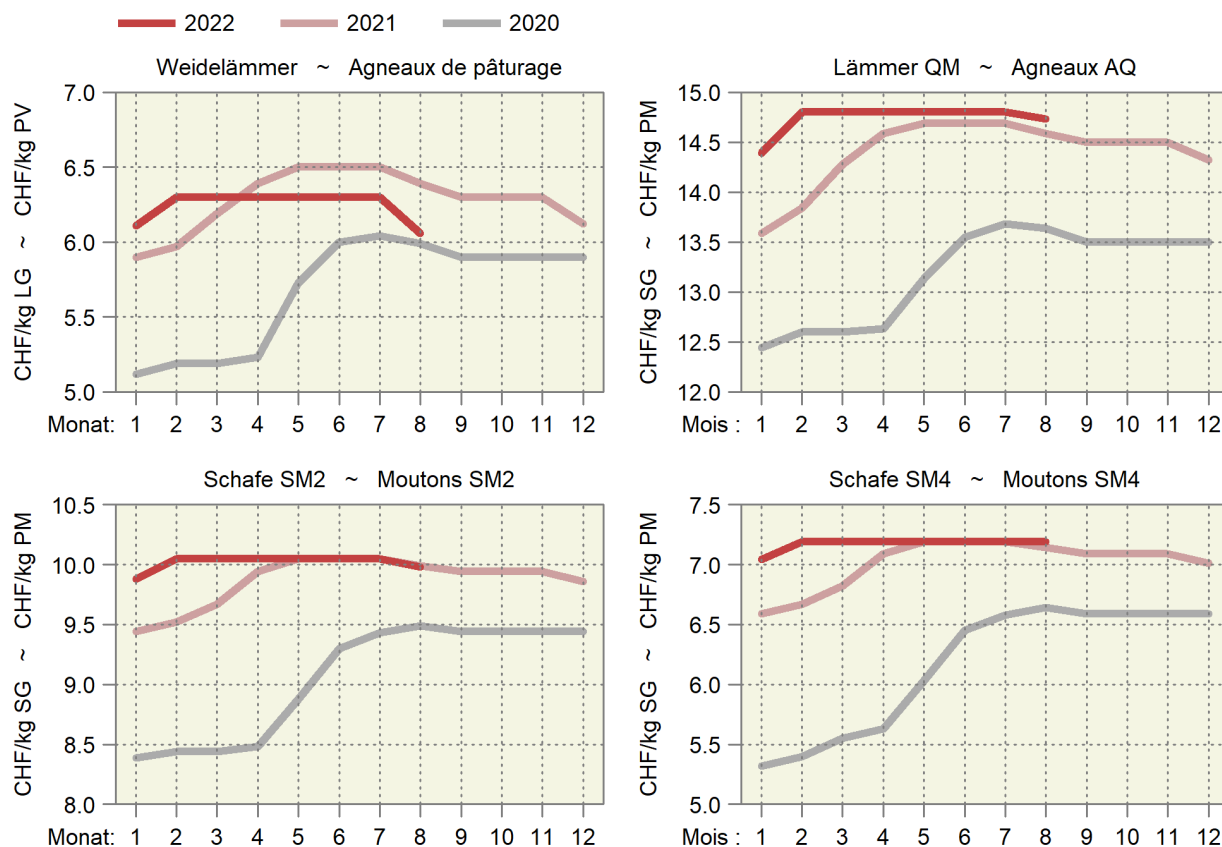 2022 2021 2020
Weidelämmer ~ Agneaux de pâturage
CHF/kg LG ~ CHF/kg PV
7.0
6.5
6.0
5.5
5.0
Monat: 1 2 3 4 5 6 7 8 9 10 11 12
Lämmer QM ~ Agneaux AQ
CHF/kg SG ~ CHF/kg PM
15.0
14.5
14.0
13.5
13.0
12.5
12.0
Mois : 1 2 3 4 5 6 7 8 9 10 11 12
Schafe SM2 ~ Moutons SM2
CHF/kg SG ~ CHF/kg PM
10.5
10.0
9.5
9.0
8.5
8.0
Monat: 1 2 3 4 5 6 7 8 9 10 11 12
Schafe SM4 ~ Moutons SM4
CHF/kg SG ~ CHF/kg PM
7.5
7.0
6.5
6.0
5.5
5.0
Mois : 1 2 3 4 5 6 7 8 9 10 11 12